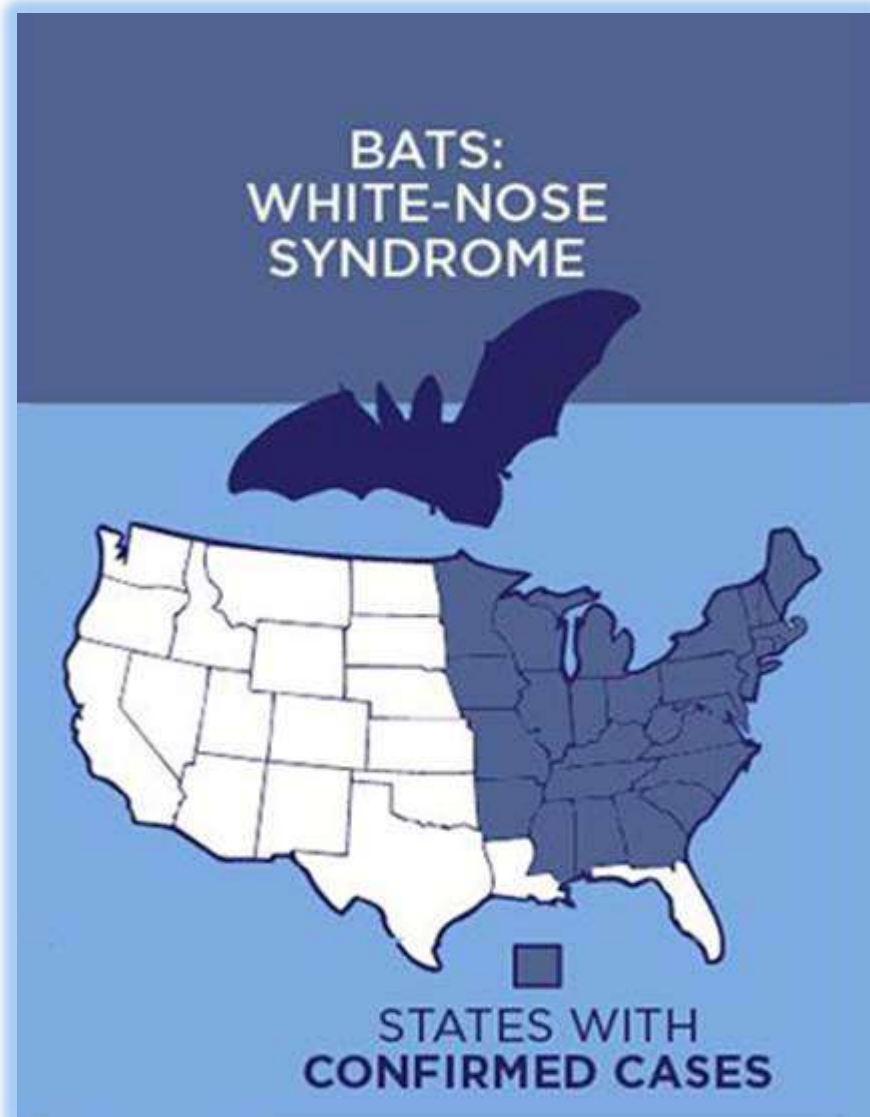 BATS:
WHITE-NOSE
SYNDROME
STATES WITH
CONFIRMED CASES